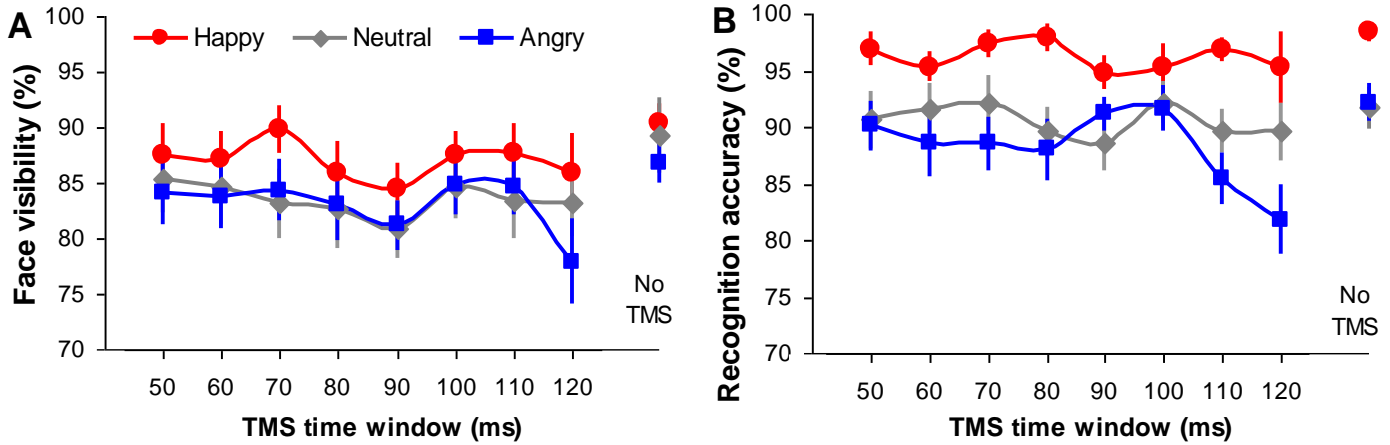 A
Happy Neutral Angry
Face visibility (%)
100
95
90
85
80
75
70
50 60 70 80 90 100 110 120
No
TMS
TMS time window (ms)
B
Recognition accuracy (%)
100
95
90
85
80
75
70
50 60 70 80 90 100 110 120
No
TMS
TMS time window (ms)